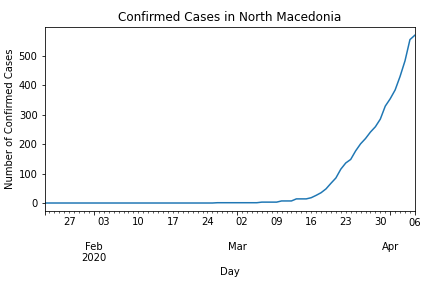 Confirmed Cases in North Macedonia
Number of Confirmed Cases
500
400
300
200
100
0
27 03 10 17 24 02 09 16 23 30 06
Feb Mar Apr
2020
Day